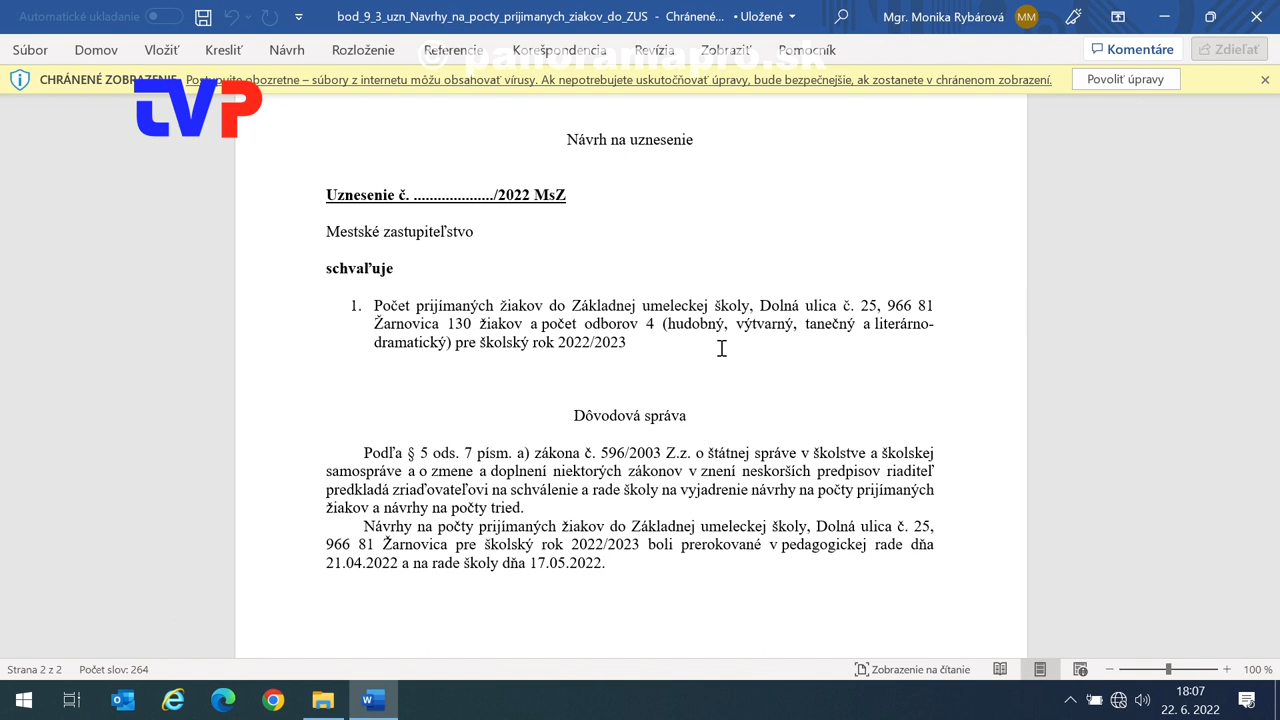 Automatické ukladanie
bod_9_3_uzn_Navrhy_na_pocty_prijimanych_ziakov_do_ZUS - Chránené... • Uložené
Mgr. Monika Rybárová
MM
Súbor Domov Vložiť Kresliť Návrh Rozloženie Referencie Korešpondencia Revízia Zobraziť Pomocník
Komentáre Zdieľať
© panoramapro.sk
CHRÁNENÉ ZOBRAZENIE Postupujte obozretne – súbory z internetu môžu obsahovať vírusy. Ak nepotrebujete uskutočňovať úpravy, bude bezpečnejšie, ak zostanete v chránenom zobrazení. Povoliť úpravy
TVP
Návrh na uznesenie
Uznesenie č. ..................../2022 MsZ
Mestské zastupiteľstvo
schvaľuje
1. Počet prijímaných žiakov do Základnej umeleckej školy, Dolná ulica č. 25, 966 81
Žarnovica 130 žiakov a počet odborov 4 (hudobný, výtvarný, tanečný a literárno-
dramatický) pre školský rok 2022/2023
Dôvodová správa
Podľa § 5 ods. 7 písm. a) zákona č. 596/2003 Z.z. o štátnej správe v školstve a školskej
samospráve a o zmene a doplnení niektorých zákonov v znení neskorších predpisov riaditeľ
predkladá zriaďovateľovi na schválenie a rade školy na vyjadrenie návrhy na počty prijímaných
žiakov a návrhy na počty tried.
Návrhy na počty prijímaných žiakov do Základnej umeleckej školy, Dolná ulica č. 25,
966 81 Žarnovica pre školský rok 2022/2023 boli prerokované v pedagogickej rade dňa
21.04.2022 a na rade školy dňa 17.05.2022.
Strana 2 z 2 Počet slov: 264 Zobrazenie na čítanie 100 %
18:07
22. 6. 2022